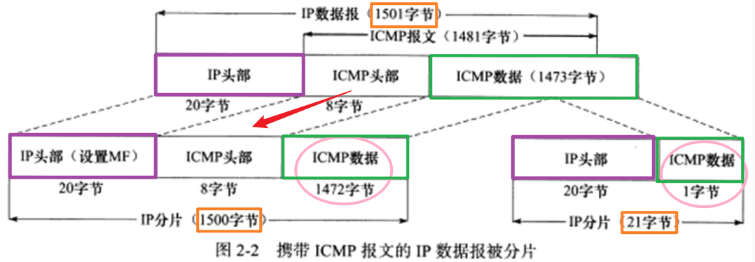 IP数据报（1501字节）
ICMP报文（1481字节）
IP头部
ICMP头部
ICMP数据（1473字节）
20字节
8字节
IP头部（设置MF）
ICMP头部
ICMP数据
IP头部
ICMP数据
20字节
8字节
1472字节
20字节
1字节
IP分片（1500字节）
IP分片（21字节）
图 2-2 携带 ICMP 报文的 IP 数据报被分片